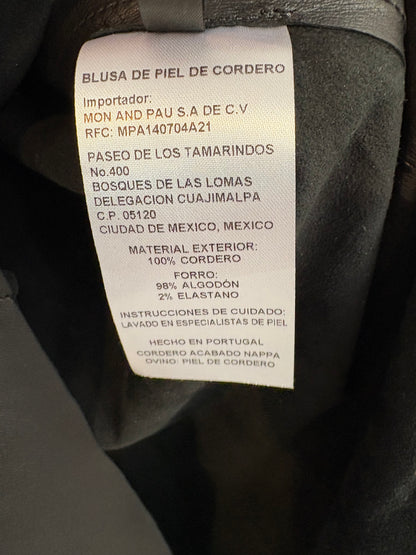 BLUSA DE PIEL DE CORDERO
Importador:
MON AND PAU S.A DE C.V
RFC: MPA140704A21
PASEO DE LOS TAMARINDOS
No.400
BOSQUES DE LAS LOMAS
DELEGACION CUAJIMALPA
C.P. 05120
CIUDAD DE MEXICO, MEXICO
MATERIAL EXTERIOR:
100% CORDERO
FORRO:
98% ALGODÓN
2% ELASTANO
INSTRUCCIONES DE CUIDADO:
LAVADO EN ESPECIALISTAS DE PIEL
HECHO EN PORTUGAL
CORDERO ACABADO NAPPA
OVINO: PIEL DE CORDERO